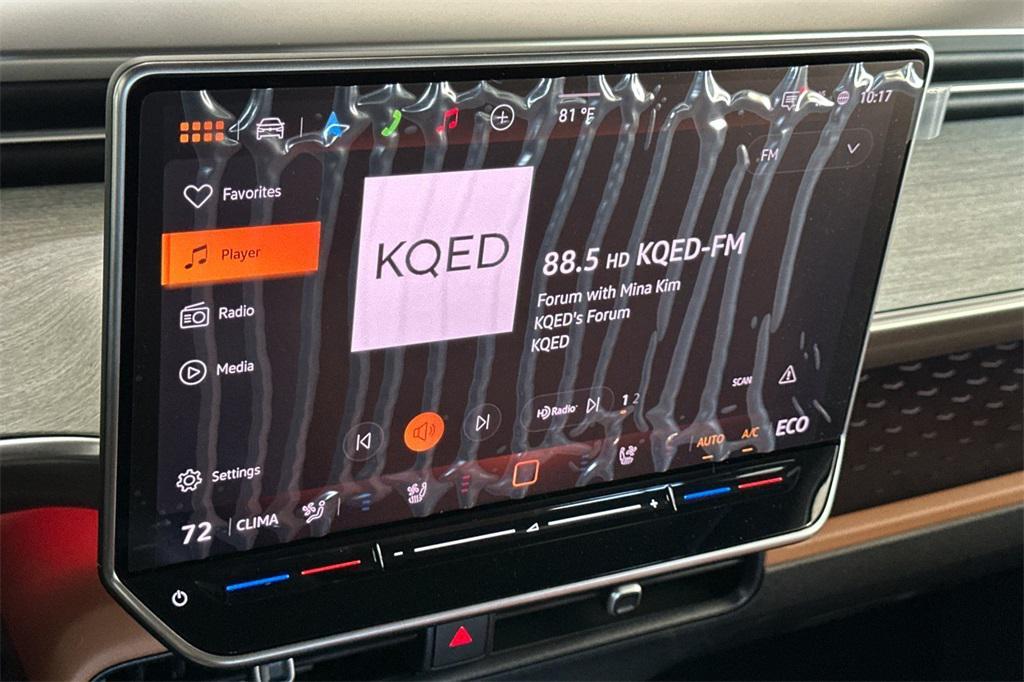 81 °F
10:17
FM
Favorites
Player
Radio
Media
Settings
KQED
88.5 HD KQED-FM
Forum with Mina Kim
KQED's Forum
KQED
HD Radio
1 2
SCAN
72
CLIMA
AUTO
A/C
ECO
- +